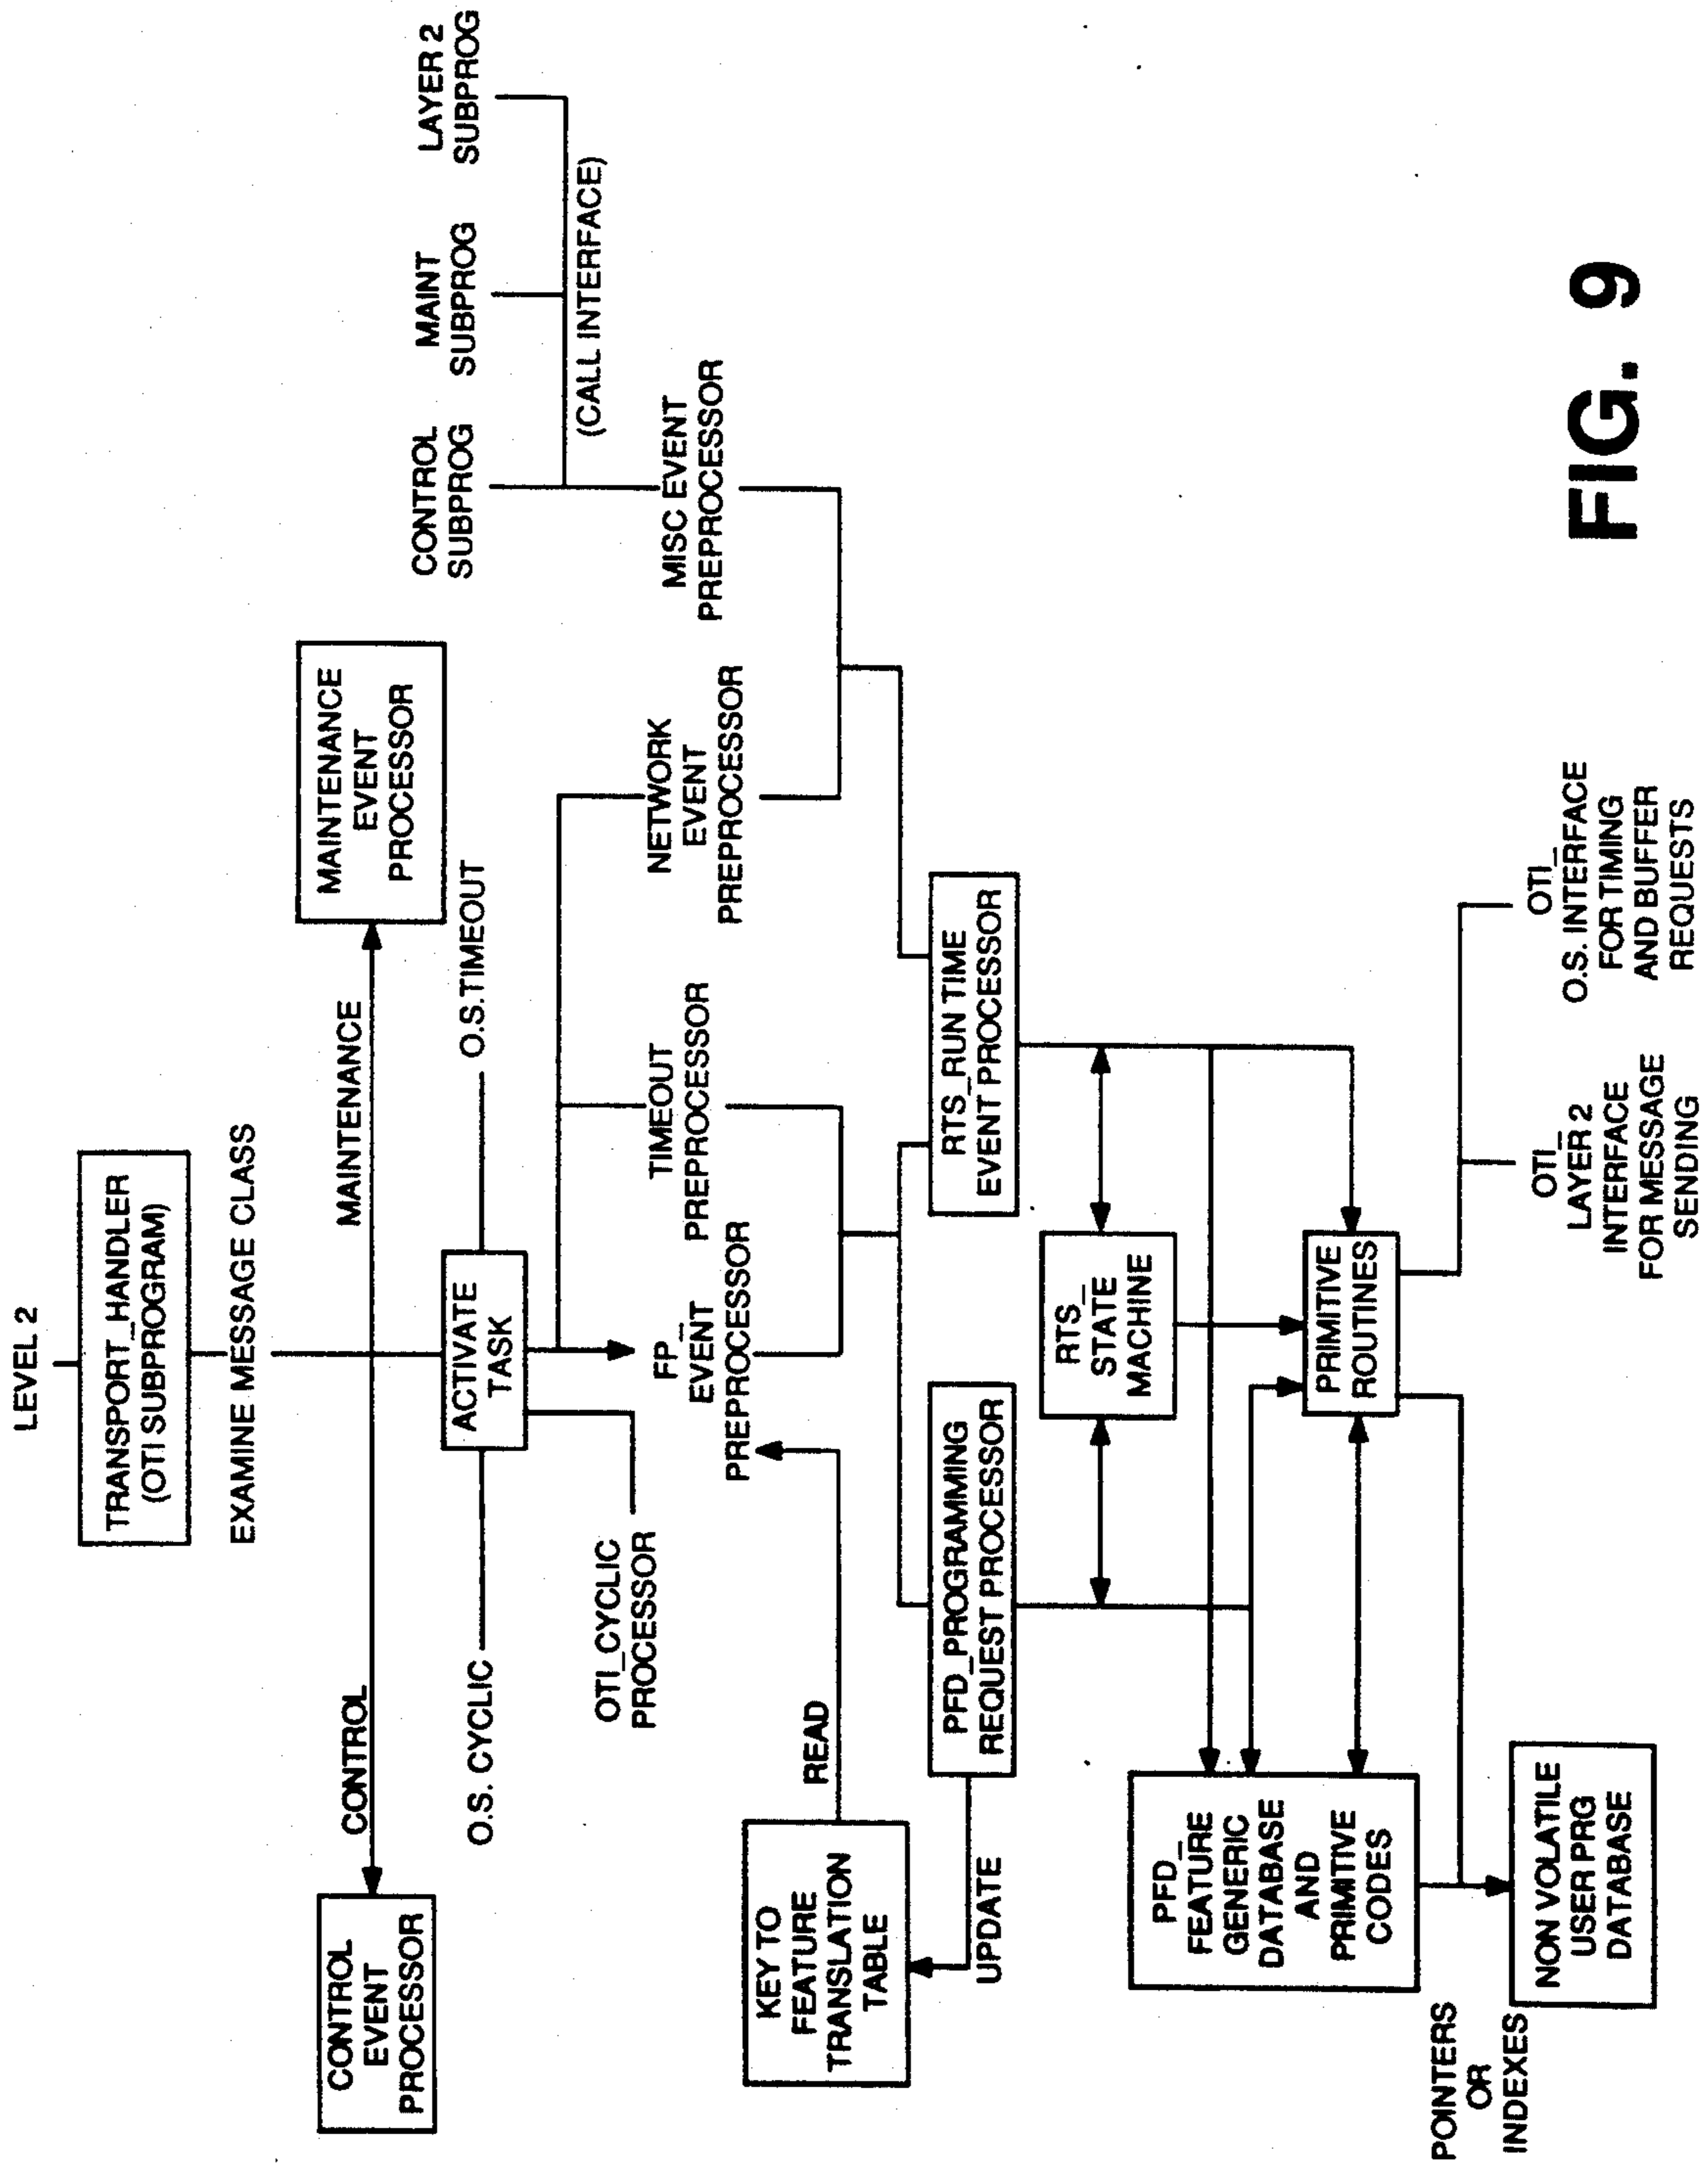 LEVEL 2
TRANSPORT_HANDLER
(OTI SUBPROGRAM)
EXAMINE MESSAGE CLASS
CONTROL
MAINTENANCE
CONTROL
EVENT
PROCESSOR
MAINTENANCE
EVENT
PROCESSOR
O.S. CYCLIC
ACTIVATE
TASK
O.S.TIMEOUT
CONTROL
SUBPROG
MAINT
SUBPROG
LAYER 2
SUBPROG
(CALL INTERFACE)
OTI_CYCLIC
PROCESSOR
FP_
EVENT
PREPROCESSOR
TIMEOUT
PREPROCESSOR
NETWORK
EVENT
PREPROCESSOR
MISC EVENT
PREPROCESSOR
KEY TO
FEATURE
TRANSLATION
TABLE
READ
UPDATE
PFD_PROGRAMMING
REQUEST PROCESSOR
RTS_RUN TIME
EVENT PROCESSOR
RTS_
STATE
MACHINE
PFD_
FEATURE
GENERIC
DATABASE
AND
PRIMITIVE
CODES
PRIMITIVE
ROUTINES
POINTERS
OR
INDEXES
NON VOLATILE
USER PRG
DATABASE
OTI_
LAYER 2
INTERFACE
FOR MESSAGE
SENDING
OTI_
O.S. INTERFACE
FOR TIMING
AND BUFFER
REQUESTS
FIG. 9